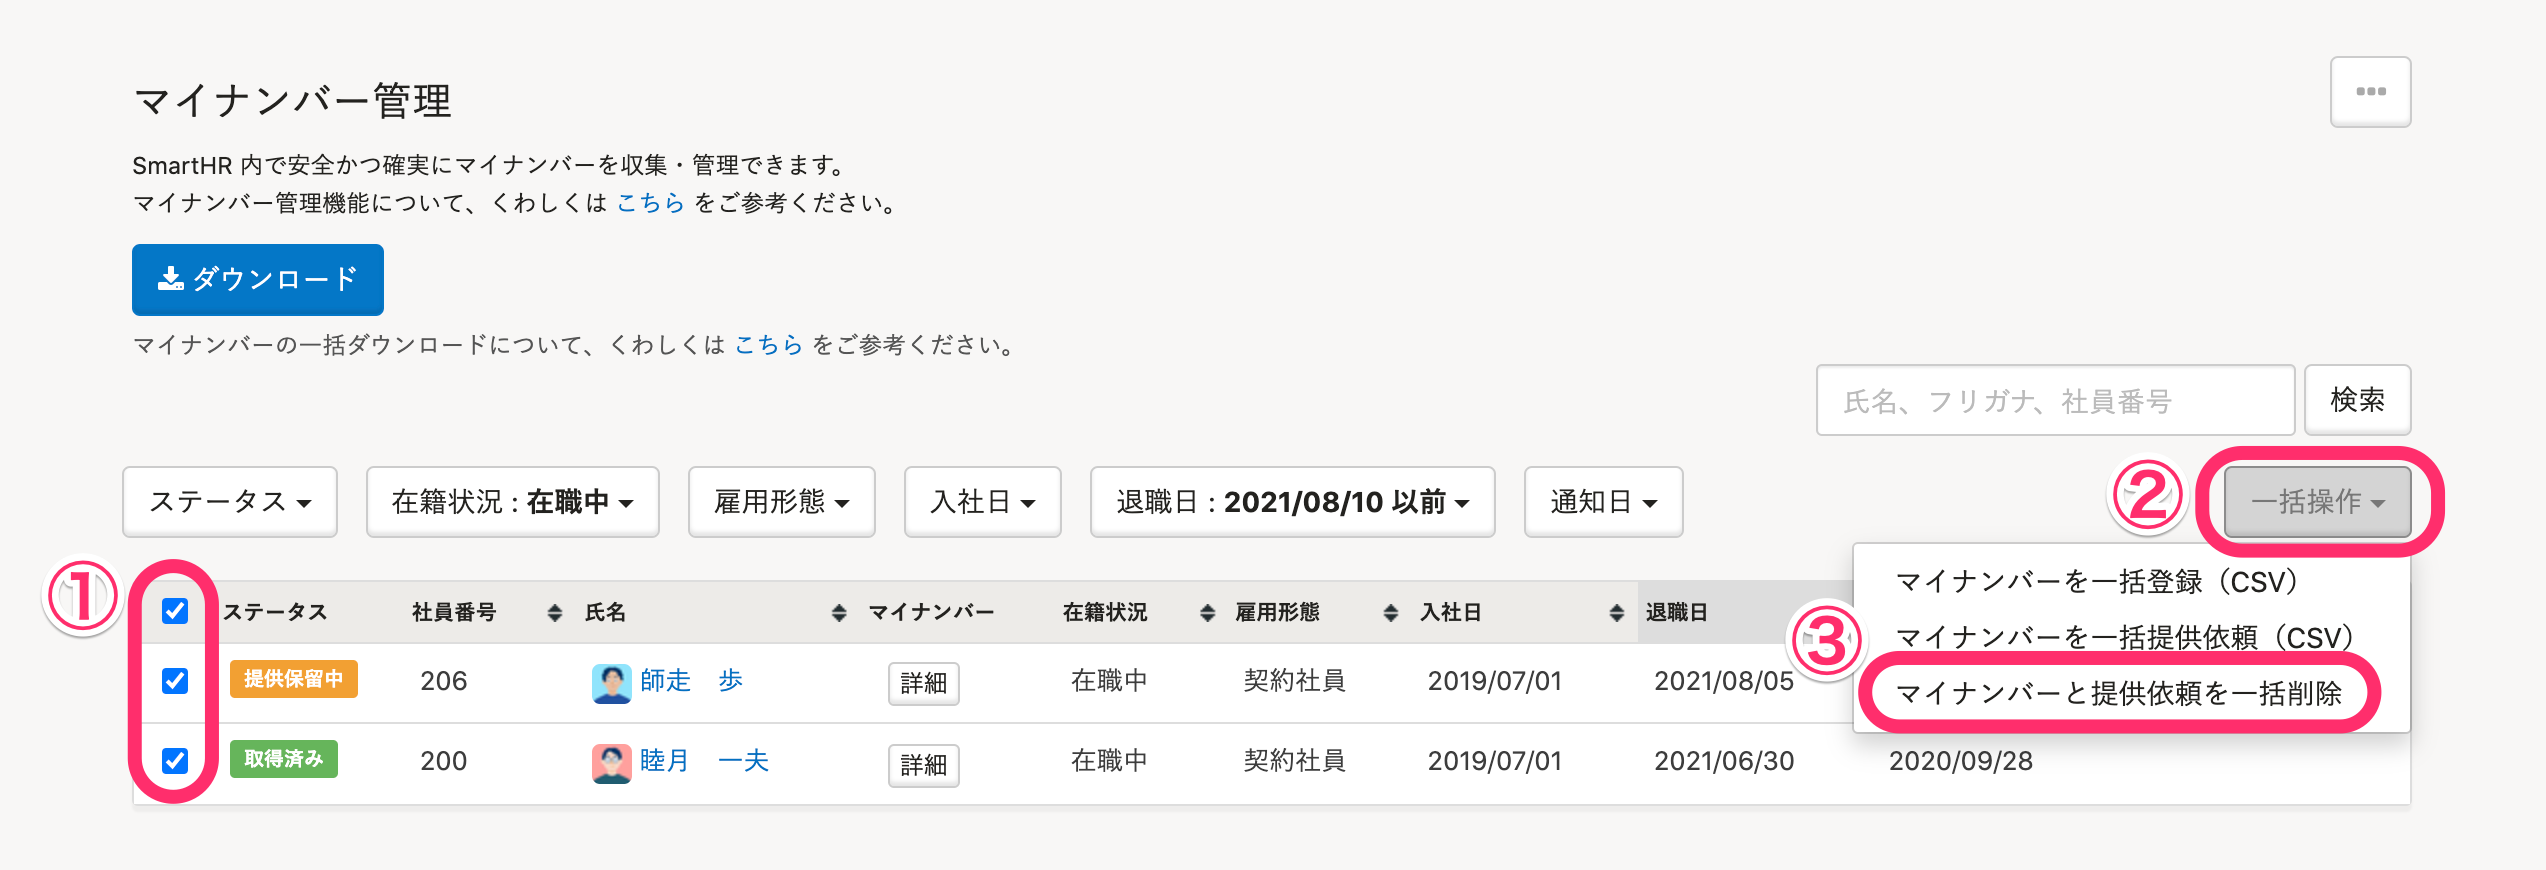 マイナンバー管理
SmartHR 内で安全かつ確実にマイナンバーを収集・管理できます。
マイナンバー管理機能について、くわしくは こちら をご参考ください。
ダウンロード
マイナンバーの一括ダウンロードについて、くわしくは こちら をご参考ください。
氏名、フリガナ、社員番号 検索
ステータス 在籍状況 : 在職中 雇用形態 入社日 退職日 : 2021/08/10 以前 通知日 ② 一括操作
マイナンバーを一括登録（CSV）
マイナンバーを一括提供依頼（CSV）
③ マイナンバーと提供依頼を一括削除
① ステータス 社員番号 氏名 マイナンバー 在籍状況 雇用形態 入社日 退職日
提供保留中 206 師走 歩 詳細 在職中 契約社員 2019/07/01 2021/08/05
取得済み 200 睦月 一夫 詳細 在職中 契約社員 2019/07/01 2021/06/30 2020/09/28